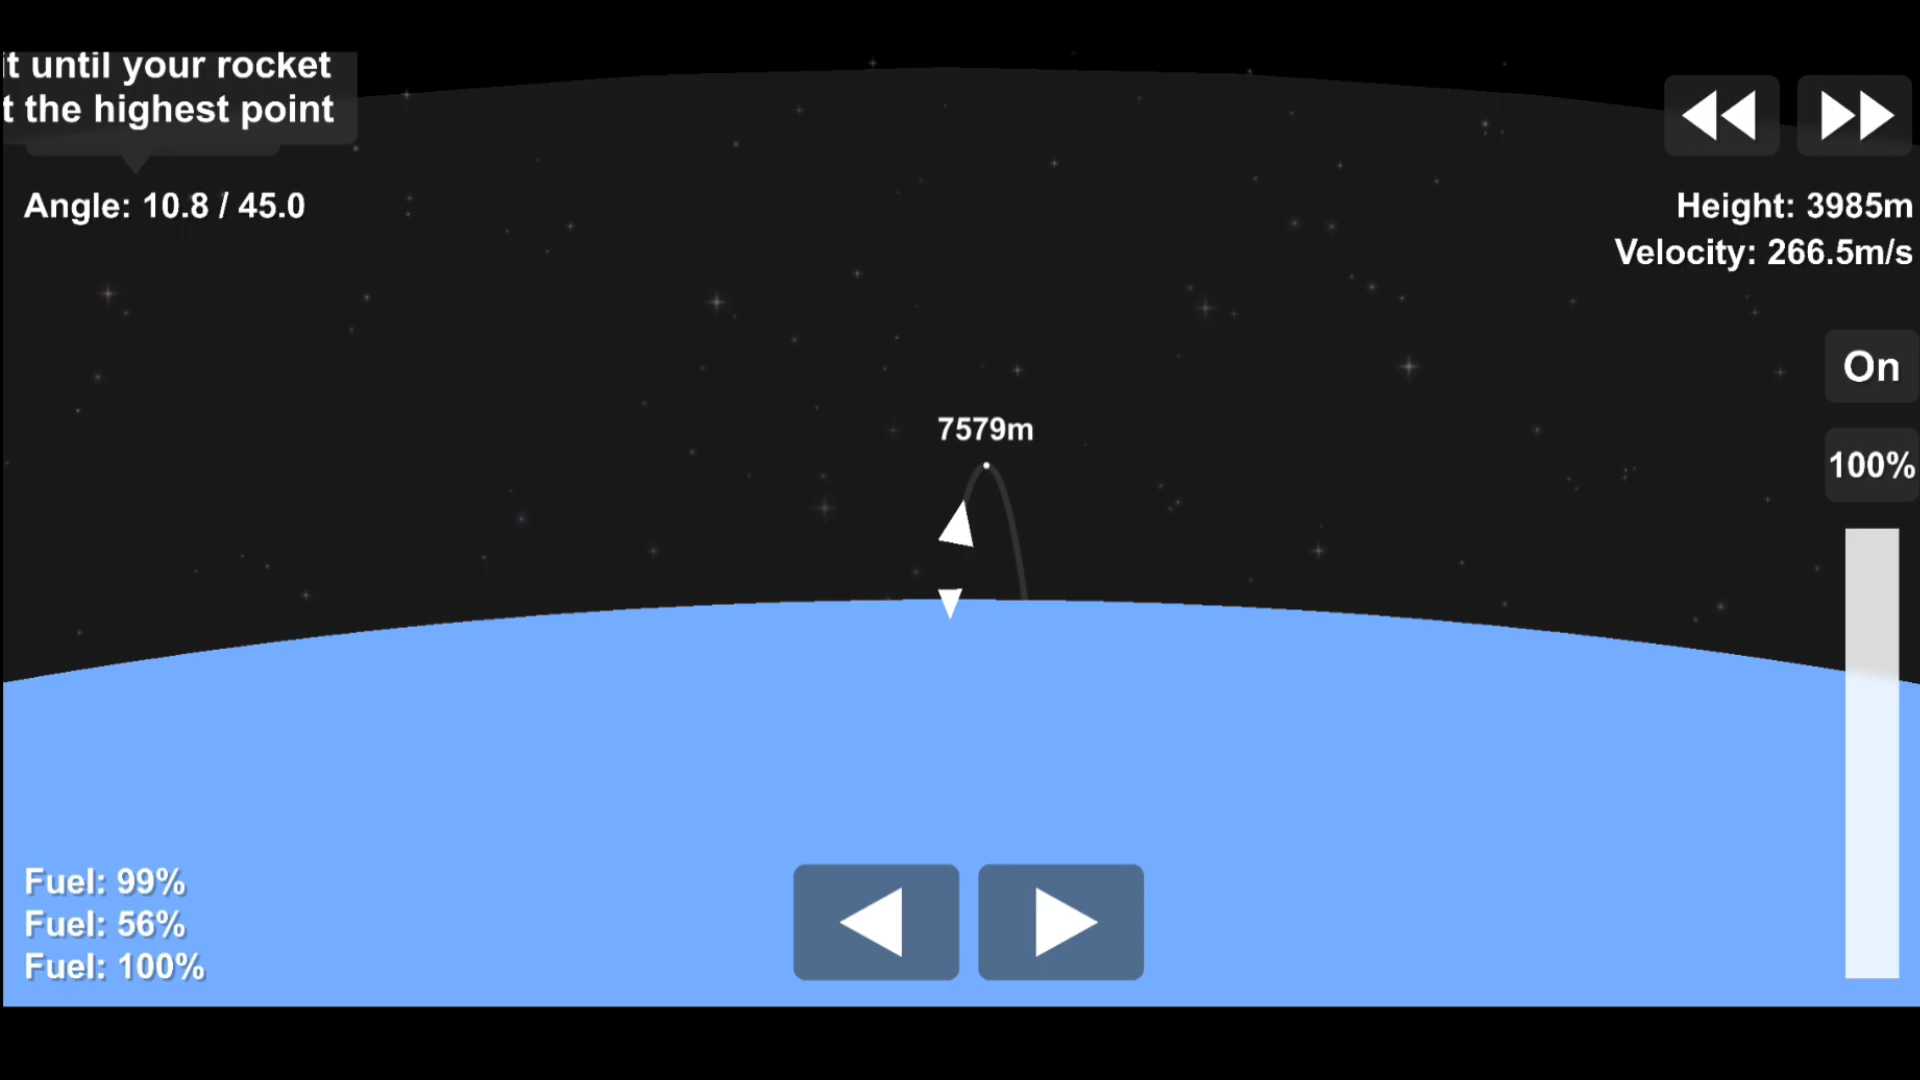 it until your rocket
t the highest point
Angle: 10.8 / 45.0
Height: 3985m
Velocity: 266.5m/s
On
7579m
100%
Fuel: 99%
Fuel: 56%
Fuel: 100%